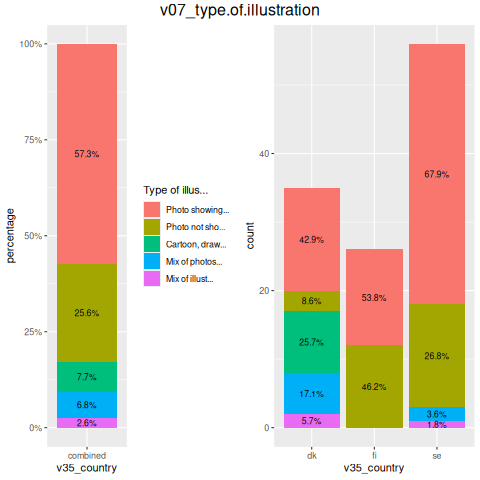 v07_type.of.illustration
percentage
100%
75%
50%
25%
0%
57.3%
25.6%
7.7%
6.8%
2.6%
combined
v35_country
Type of illus...
Photo showing...
Photo not sho...
Cartoon, draw...
Mix of photos...
Mix of illust...
count
40
20
0
42.9%
8.6%
25.7%
17.1%
5.7%
53.8%
46.2%
67.9%
26.8%
3.6%
1.8%
dk
fi
se
v35_country